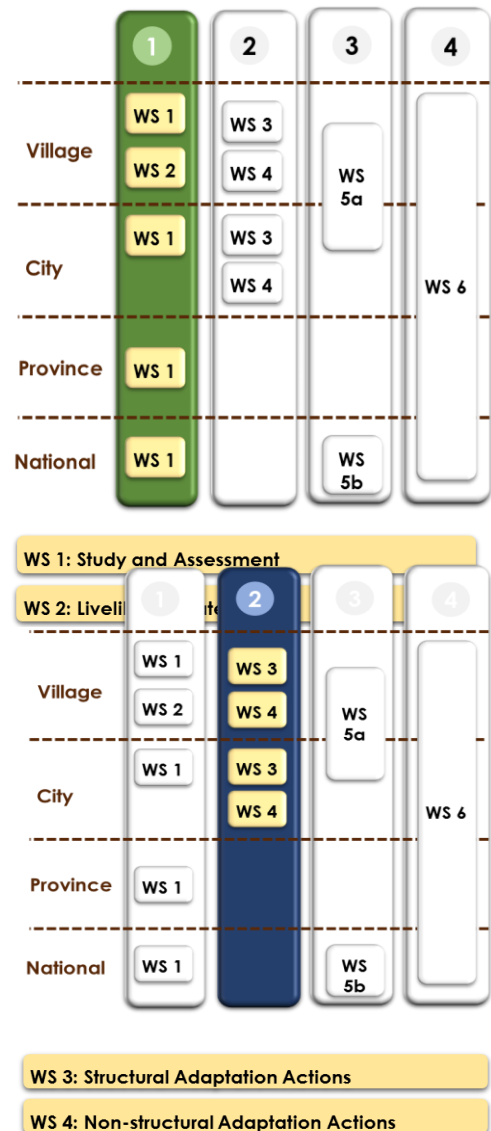 1 2 3 4
Village
WS 1
WS 2
WS 3
WS 4
WS
5a
City
WS 1
WS 3
WS 4
WS 6
Province
WS 1
National
WS 1
WS
5b
WS 1: Study and Assessment
WS 2:
1 2 3 4
Village
WS 1
WS 2
WS 3
WS 4
WS
5a
City
WS 1
WS 3
WS 4
WS 6
Province
WS 1
National
WS 1
WS
5b
WS 3: Structural Adaptation Actions
WS 4: Non-structural Adaptation Actions